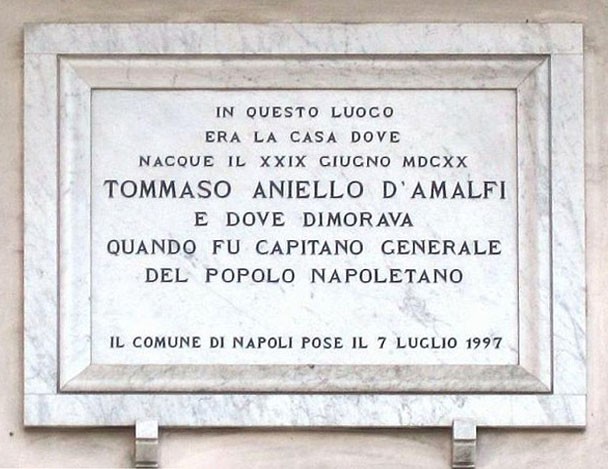 IN QUESTO LUOGO
ERA LA CASA DOVE
NACQUE IL XXIX GIUGNO MDCXX
TOMMASO ANIELLO D'AMALFI
E DOVE DIMORAVA
QUANDO FU CAPITANO GENERALE
DEL POPOLO NAPOLETANO
IL COMUNE DI NAPOLI POSE IL 7 LUGLIO 1997